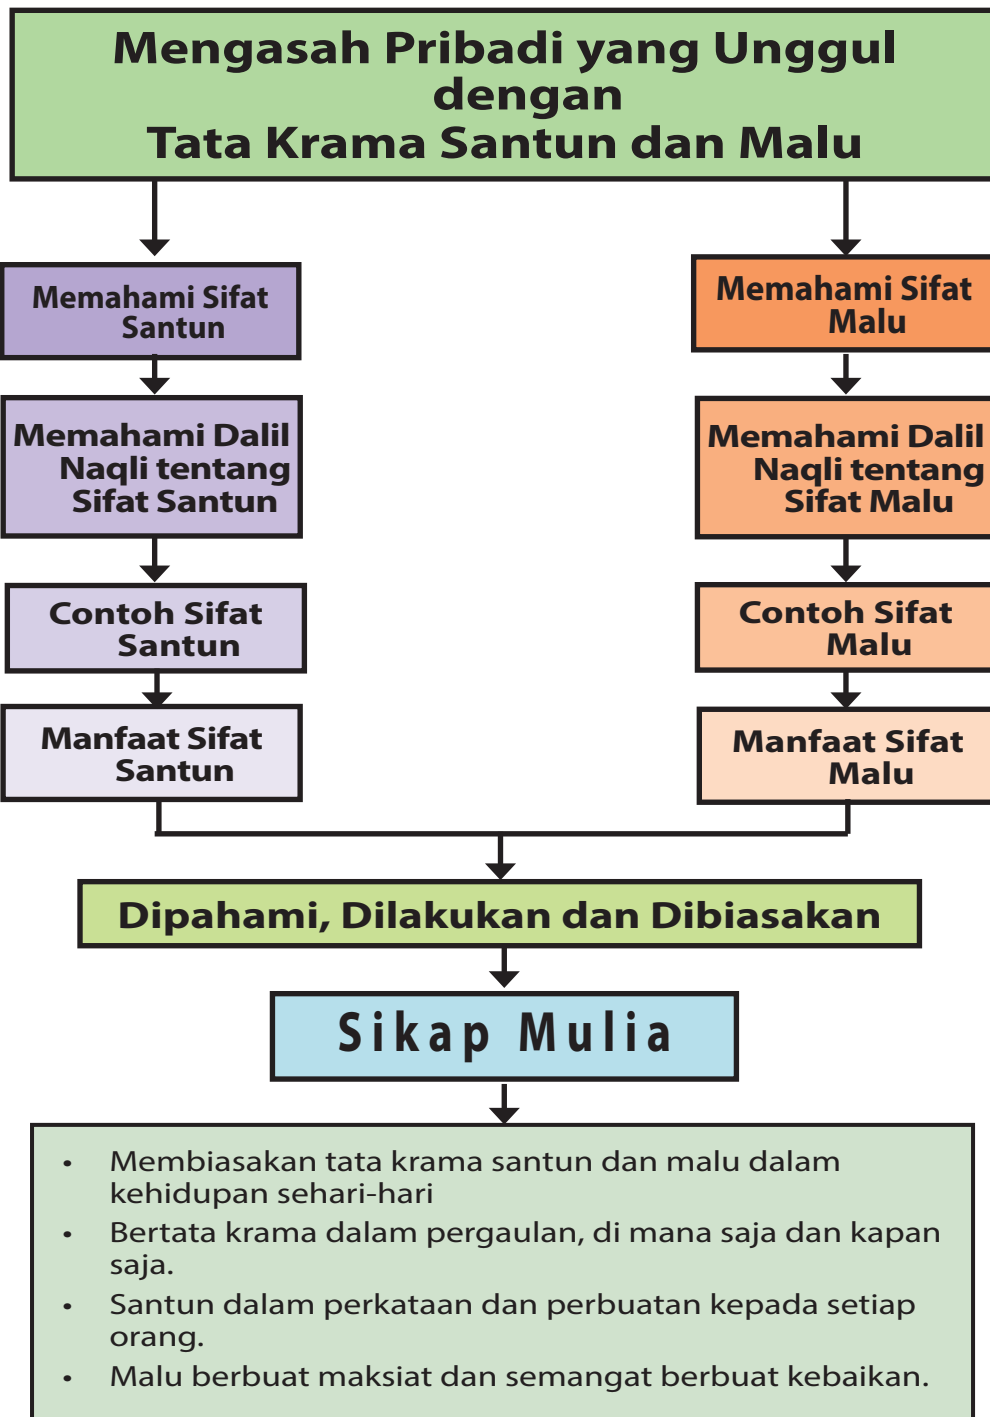 Mengasah Pribadi yang Unggul
dengan
Tata Krama Santun dan Malu
Memahami Sifat
Santun
Memahami Dalil
Naqli tentang
Sifat Santun
Contoh Sifat
Santun
Manfaat Sifat
Santun
Memahami Sifat
Malu
Memahami Dalil
Naqli tentang
Sifat Malu
Contoh Sifat
Malu
Manfaat Sifat
Malu
Dipahami, Dilakukan dan Dibiasakan
Sikap Mulia
• Membiasakan tata krama santun dan malu dalam
kehidupan sehari-hari
• Bertata krama dalam pergaulan, di mana saja dan kapan
saja.
• Santun dalam perkataan dan perbuatan kepada setiap
orang.
• Malu berbuat maksiat dan semangat berbuat kebaikan.